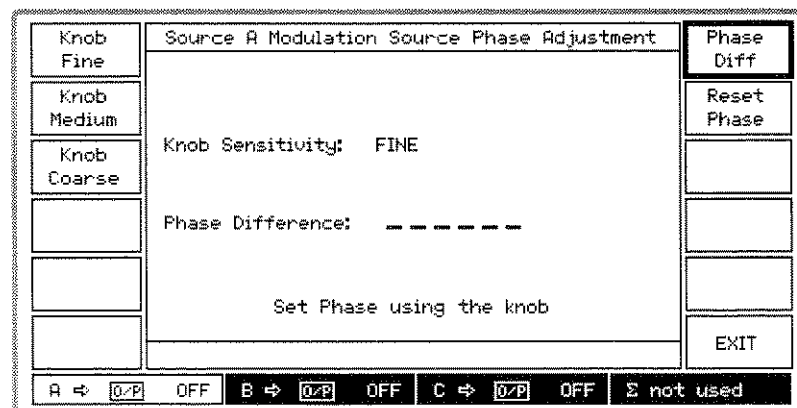 Knob
Fine
Knob
Medium
Knob
Coarse
Source A Modulation Source Phase Adjustment
Knob Sensitivity: FINE
Phase Difference: _ _ _ _ _ _
Set Phase using the knob
Phase
Diff
Reset
Phase
EXIT
A ⇨ O/P OFF
B ⇨ O/P OFF
C ⇨ O/P OFF
Σ not used